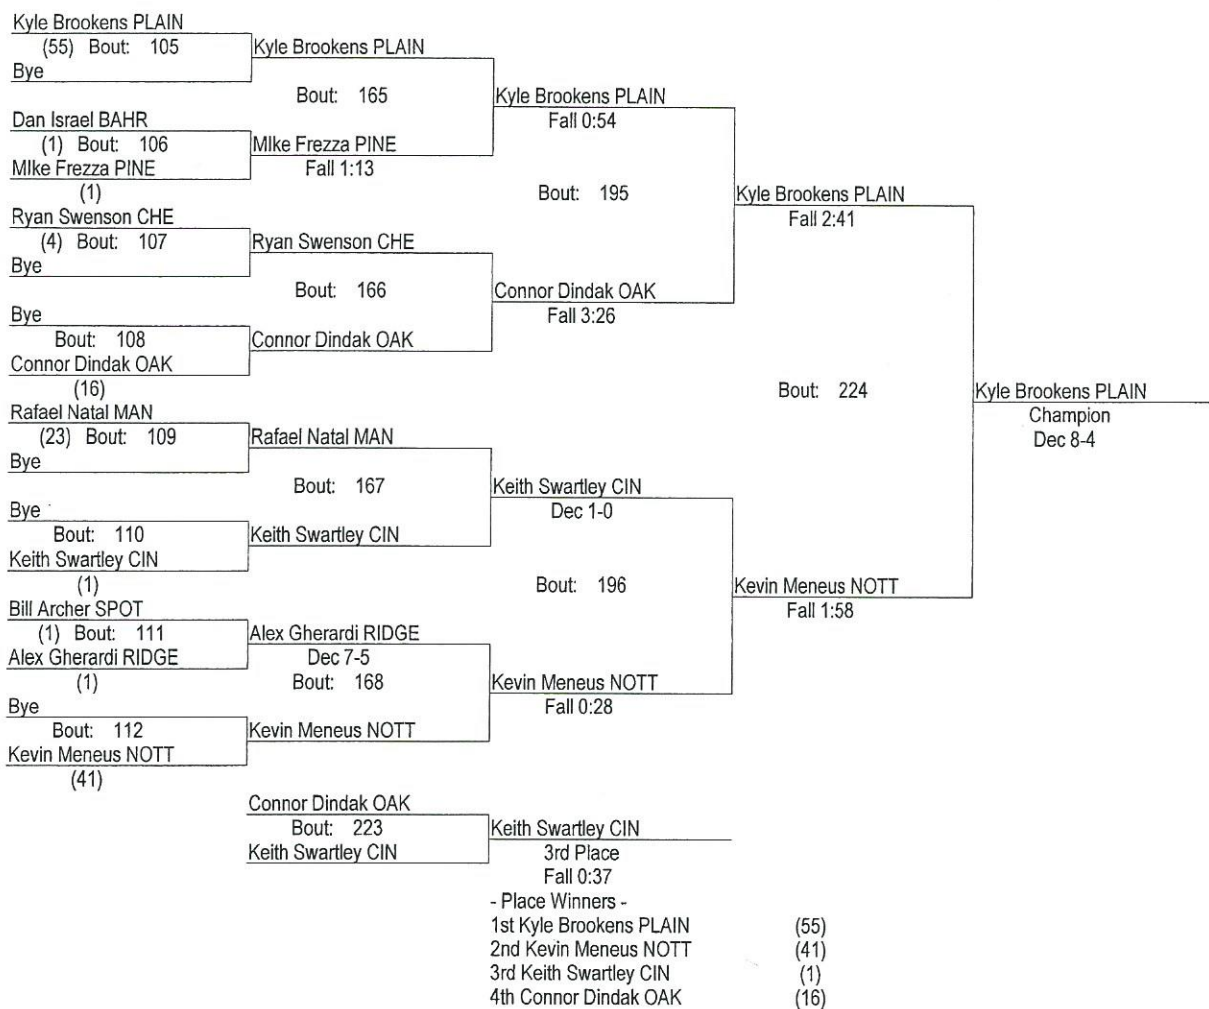 Kyle Brookens PLAIN
(55) Bout: 105
Bye
Kyle Brookens PLAIN
Bout: 165
Dan Israel BAHR
(1) Bout: 106
MIke Frezza PINE
(1)
MIke Frezza PINE
Fall 1:13
Kyle Brookens PLAIN
Fall 0:54
Bout: 195
Ryan Swenson CHE
(4) Bout: 107
Bye
Ryan Swenson CHE
Bout: 166
Bye
Bout: 108
Connor Dindak OAK
(16)
Connor Dindak OAK
Connor Dindak OAK
Fall 3:26
Kyle Brookens PLAIN
Fall 2:41
Bout: 224
Rafael Natal MAN
(23) Bout: 109
Bye
Rafael Natal MAN
Bout: 167
Bye
Bout: 110
Keith Swartley CIN
(1)
Keith Swartley CIN
Keith Swartley CIN
Dec 1-0
Bout: 196
Bill Archer SPOT
(1) Bout: 111
Alex Gherardi RIDGE
(1)
Alex Gherardi RIDGE
Dec 7-5
Bout: 168
Bye
Bout: 112
Kevin Meneus NOTT
(41)
Kevin Meneus NOTT
Kevin Meneus NOTT
Fall 0:28
Kevin Meneus NOTT
Fall 1:58
Kyle Brookens PLAIN
Champion
Dec 8-4
Connor Dindak OAK
Bout: 223
Keith Swartley CIN
Keith Swartley CIN
3rd Place
Fall 0:37
- Place Winners -
1st Kyle Brookens PLAIN (55)
2nd Kevin Meneus NOTT (41)
3rd Keith Swartley CIN (1)
4th Connor Dindak OAK (16)